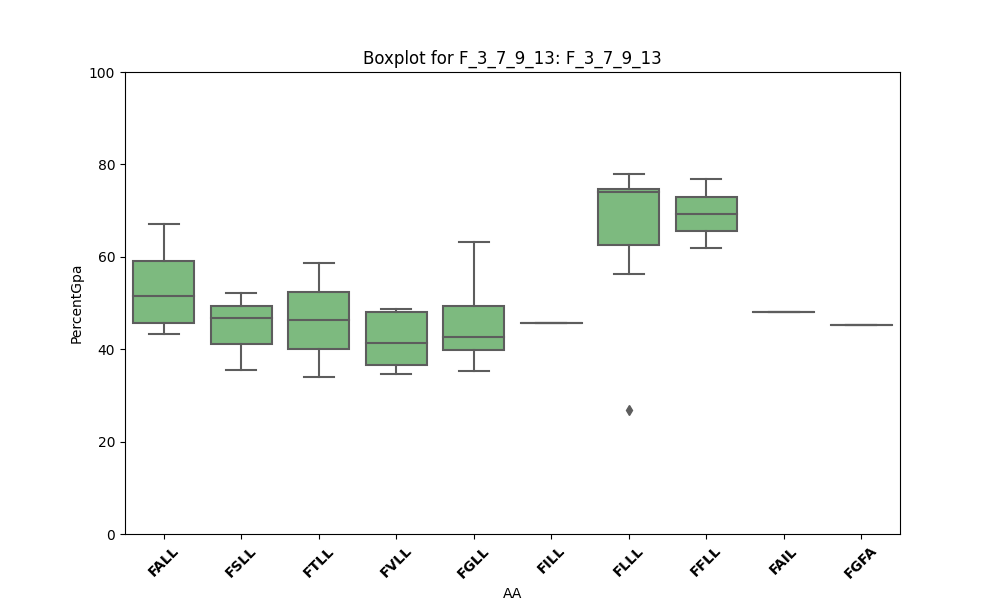 Boxplot for F_3_7_9_13: F_3_7_9_13
100
80
60
40
20
0
PercentGpa
FALL
FSLL
FTLL
FVLL
FGLL
FILL
FLLL
FFLL
FAIL
FGFA
AA